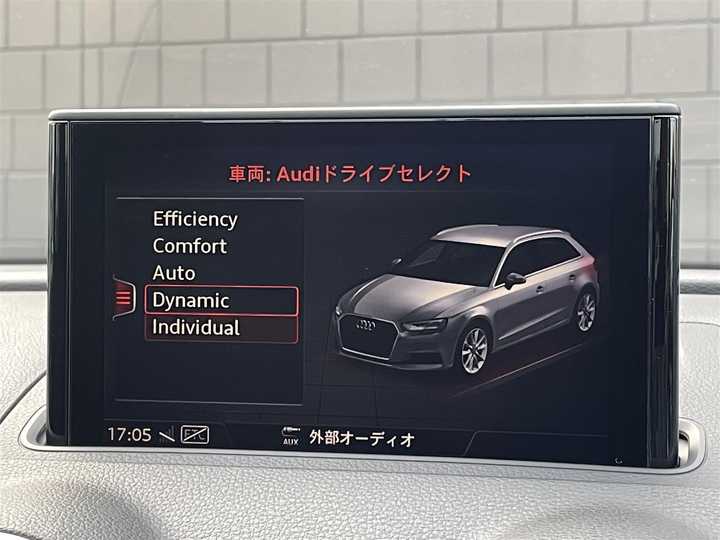 車両: Audiドライブセレクト
Efficiency
Comfort
Auto
Dynamic
Individual
17:05 ETC AUX 外部オーディオ